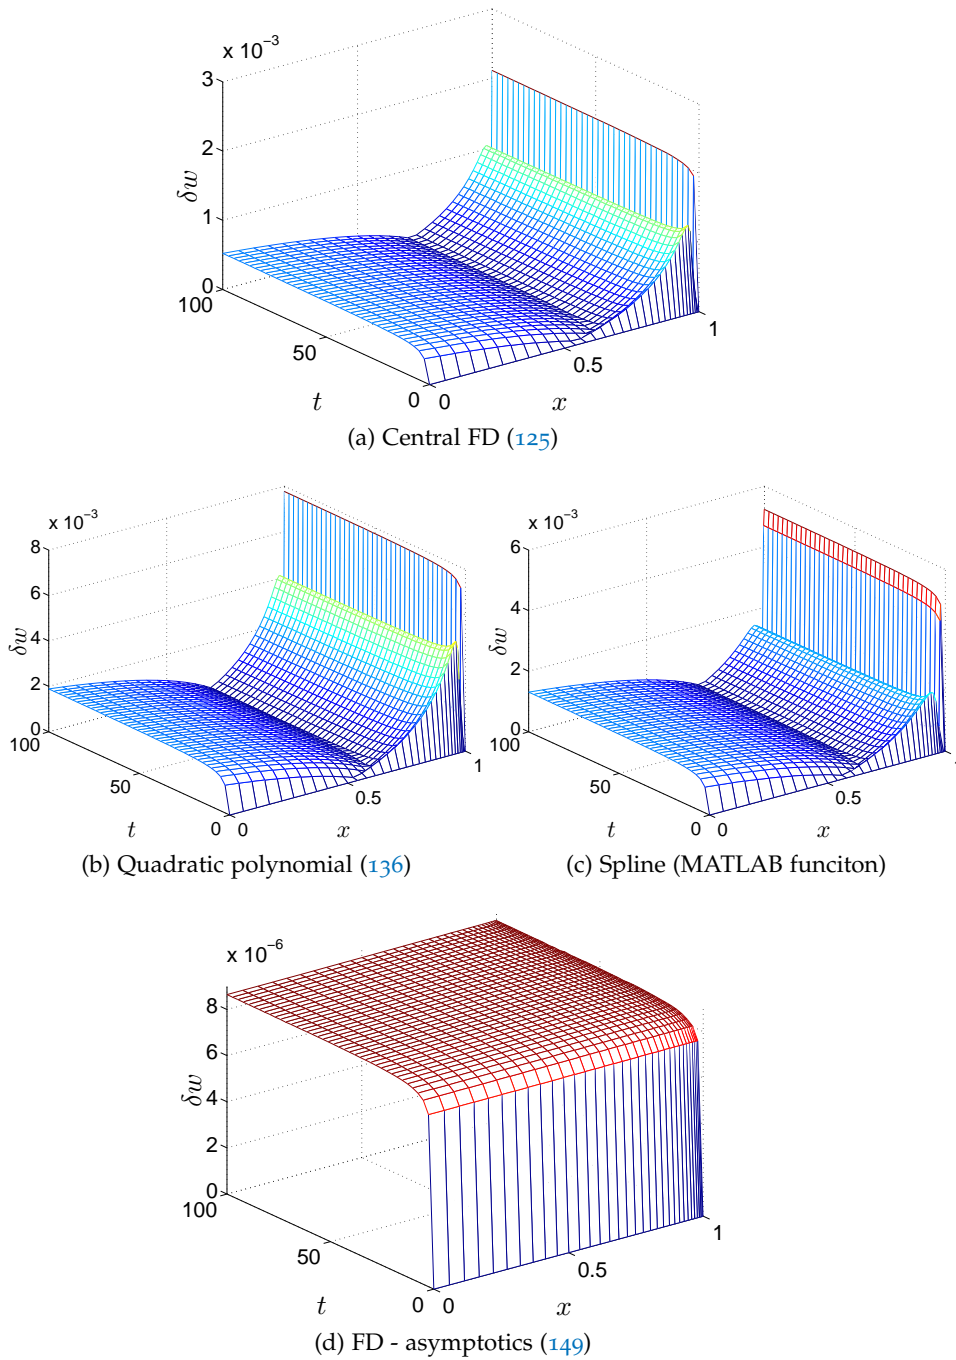 x 10−3
3
2
1
0
δw
100
50
0
t
0
0.5
1
x
(a) Central FD (125)
x 10−3
8
6
4
2
0
δw
100
50
0
t
0
0.5
1
x
(b) Quadratic polynomial (136)
x 10−3
6
4
2
0
δw
100
50
0
t
0
0.5
x
(c) Spline (MATLAB funciton)
x 10−6
8
6
4
2
0
δw
100
50
0
t
0
0.5
1
x
(d) FD - asymptotics (149)